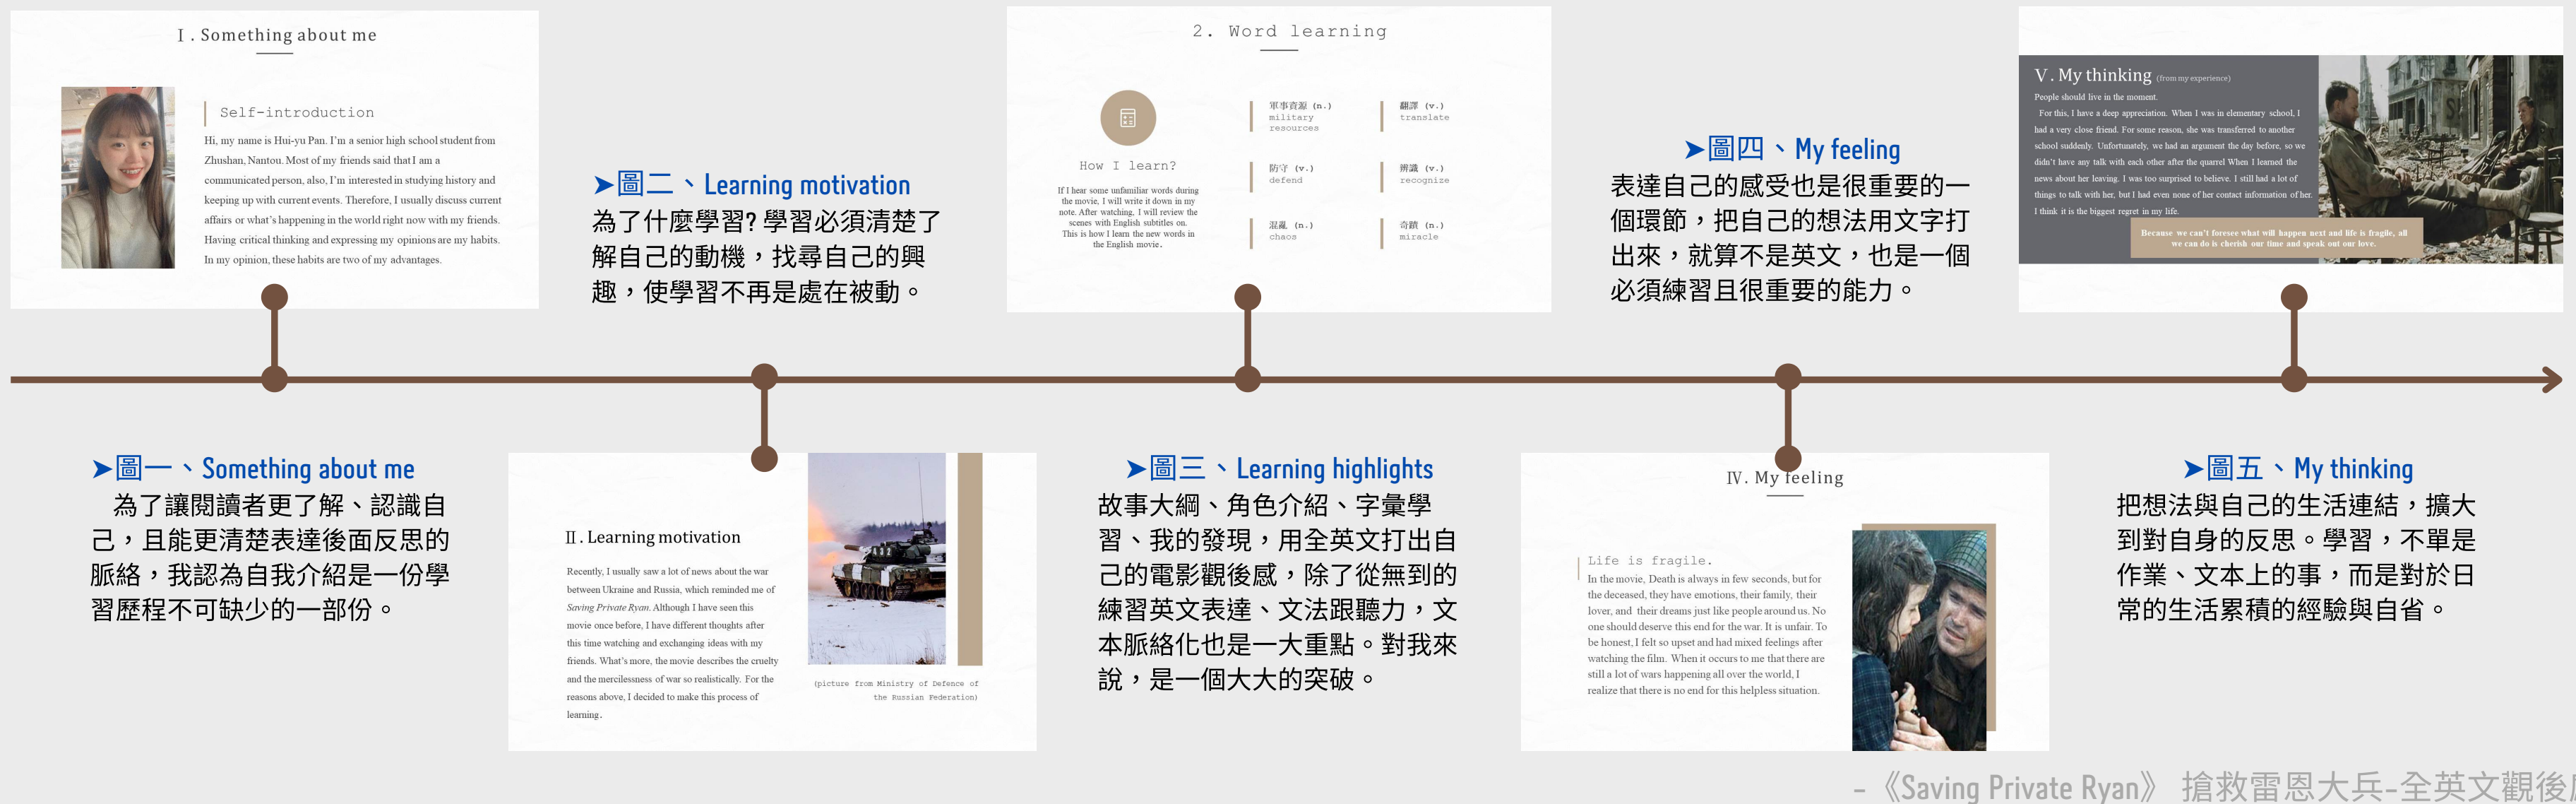 Ⅰ. Something about me
Self-introduction
Hi, my name is Hui-yu Pan. I'm a senior high school student from
Zhushan, Nantou. Most of my friends said that I am a
communicated person, also, I'm interested in studying history and
keeping up with current events. Therefore, I usually discuss current
affairs or what's happening in the world right now with my friends.
Having critical thinking and expressing my opinions are my habits.
In my opinion, these habits are two of my advantages.
➤圖一、Something about me
為了讓閱讀者更了解、認識自
己，且能更清楚表達後面反思的
脈絡，我認為自我介紹是一份學
習歷程不可缺少的一部份。
➤圖二、Learning motivation
為了什麼學習? 學習必須清楚了
解自己的動機，找尋自己的興
趣，使學習不再是處在被動。
Ⅱ. Learning motivation
Recently, I usually saw a lot of news about the war
between Ukraine and Russia, which reminded me of
Saving Private Ryan. Although I have seen this
movie once before, I have different thoughts after
this time watching and exchanging ideas with my
friends. What's more, the movie describes the cruelty
and the mercilessness of war so realistically. For the
reasons above, I decided to make this process of
learning.
432
(picture from Ministry of Defence of
the Russian Federation)
2. Word learning
How I learn?
If I hear some unfamiliar words during
the movie, I will write it down in my
note. After watching, I will review the
scenes with English subtitles on.
This is how I learn the new words in
the English movie.
軍事資源 (n.)
military
resources
翻譯 (v.)
translate
防守 (v.)
defend
辨識 (v.)
recognize
混亂 (n.)
chaos
奇蹟 (n.)
miracle
➤圖三、Learning highlights
故事大綱、角色介紹、字彙學
習、我的發現，用全英文打出自
己的電影觀後感，除了從無到的
練習英文表達、文法跟聽力，文
本脈絡化也是一大重點。對我來
說，是一個大大的突破。
➤圖四、My feeling
表達自己的感受也是很重要的一
個環節，把自己的想法用文字打
出來，就算不是英文，也是一個
必須練習且很重要的能力。
Ⅳ. My feeling
Life is fragile.
In the movie, Death is always in few seconds, but for
the deceased, they have emotions, their family, their
lover, and their dreams just like people around us. No
one should deserve this end for the war. It is unfair. To
be honest, I felt so upset and had mixed feelings after
watching the film. When it occurs to me that there are
still a lot of wars happening all over the world, I
realize that there is no end for this helpless situation.
Ⅴ. My thinking (from my experience)
People should live in the moment.
For this, I have a deep appreciation. When I was in elementary school, I
had a very close friend. For some reason, she was transferred to another
school suddenly. Unfortunately, we had an argument the day before, so we
didn't have any talk with each other after the quarrel When I learned the
news about her leaving. I was too surprised to believe. I still had a lot of
things to talk with her, but I had even none of her contact information of her.
I think it is the biggest regret in my life.
Because we can't foresee what will happen next and life is fragile, all
we can do is cherish our time and speak out our love.
➤圖五、My thinking
把想法與自己的生活連結，擴大
到對自身的反思。學習，不單是
作業、文本上的事，而是對於日
常的生活累積的經驗與自省。
-《Saving Private Ryan》 搶救雷恩大兵-全英文觀後